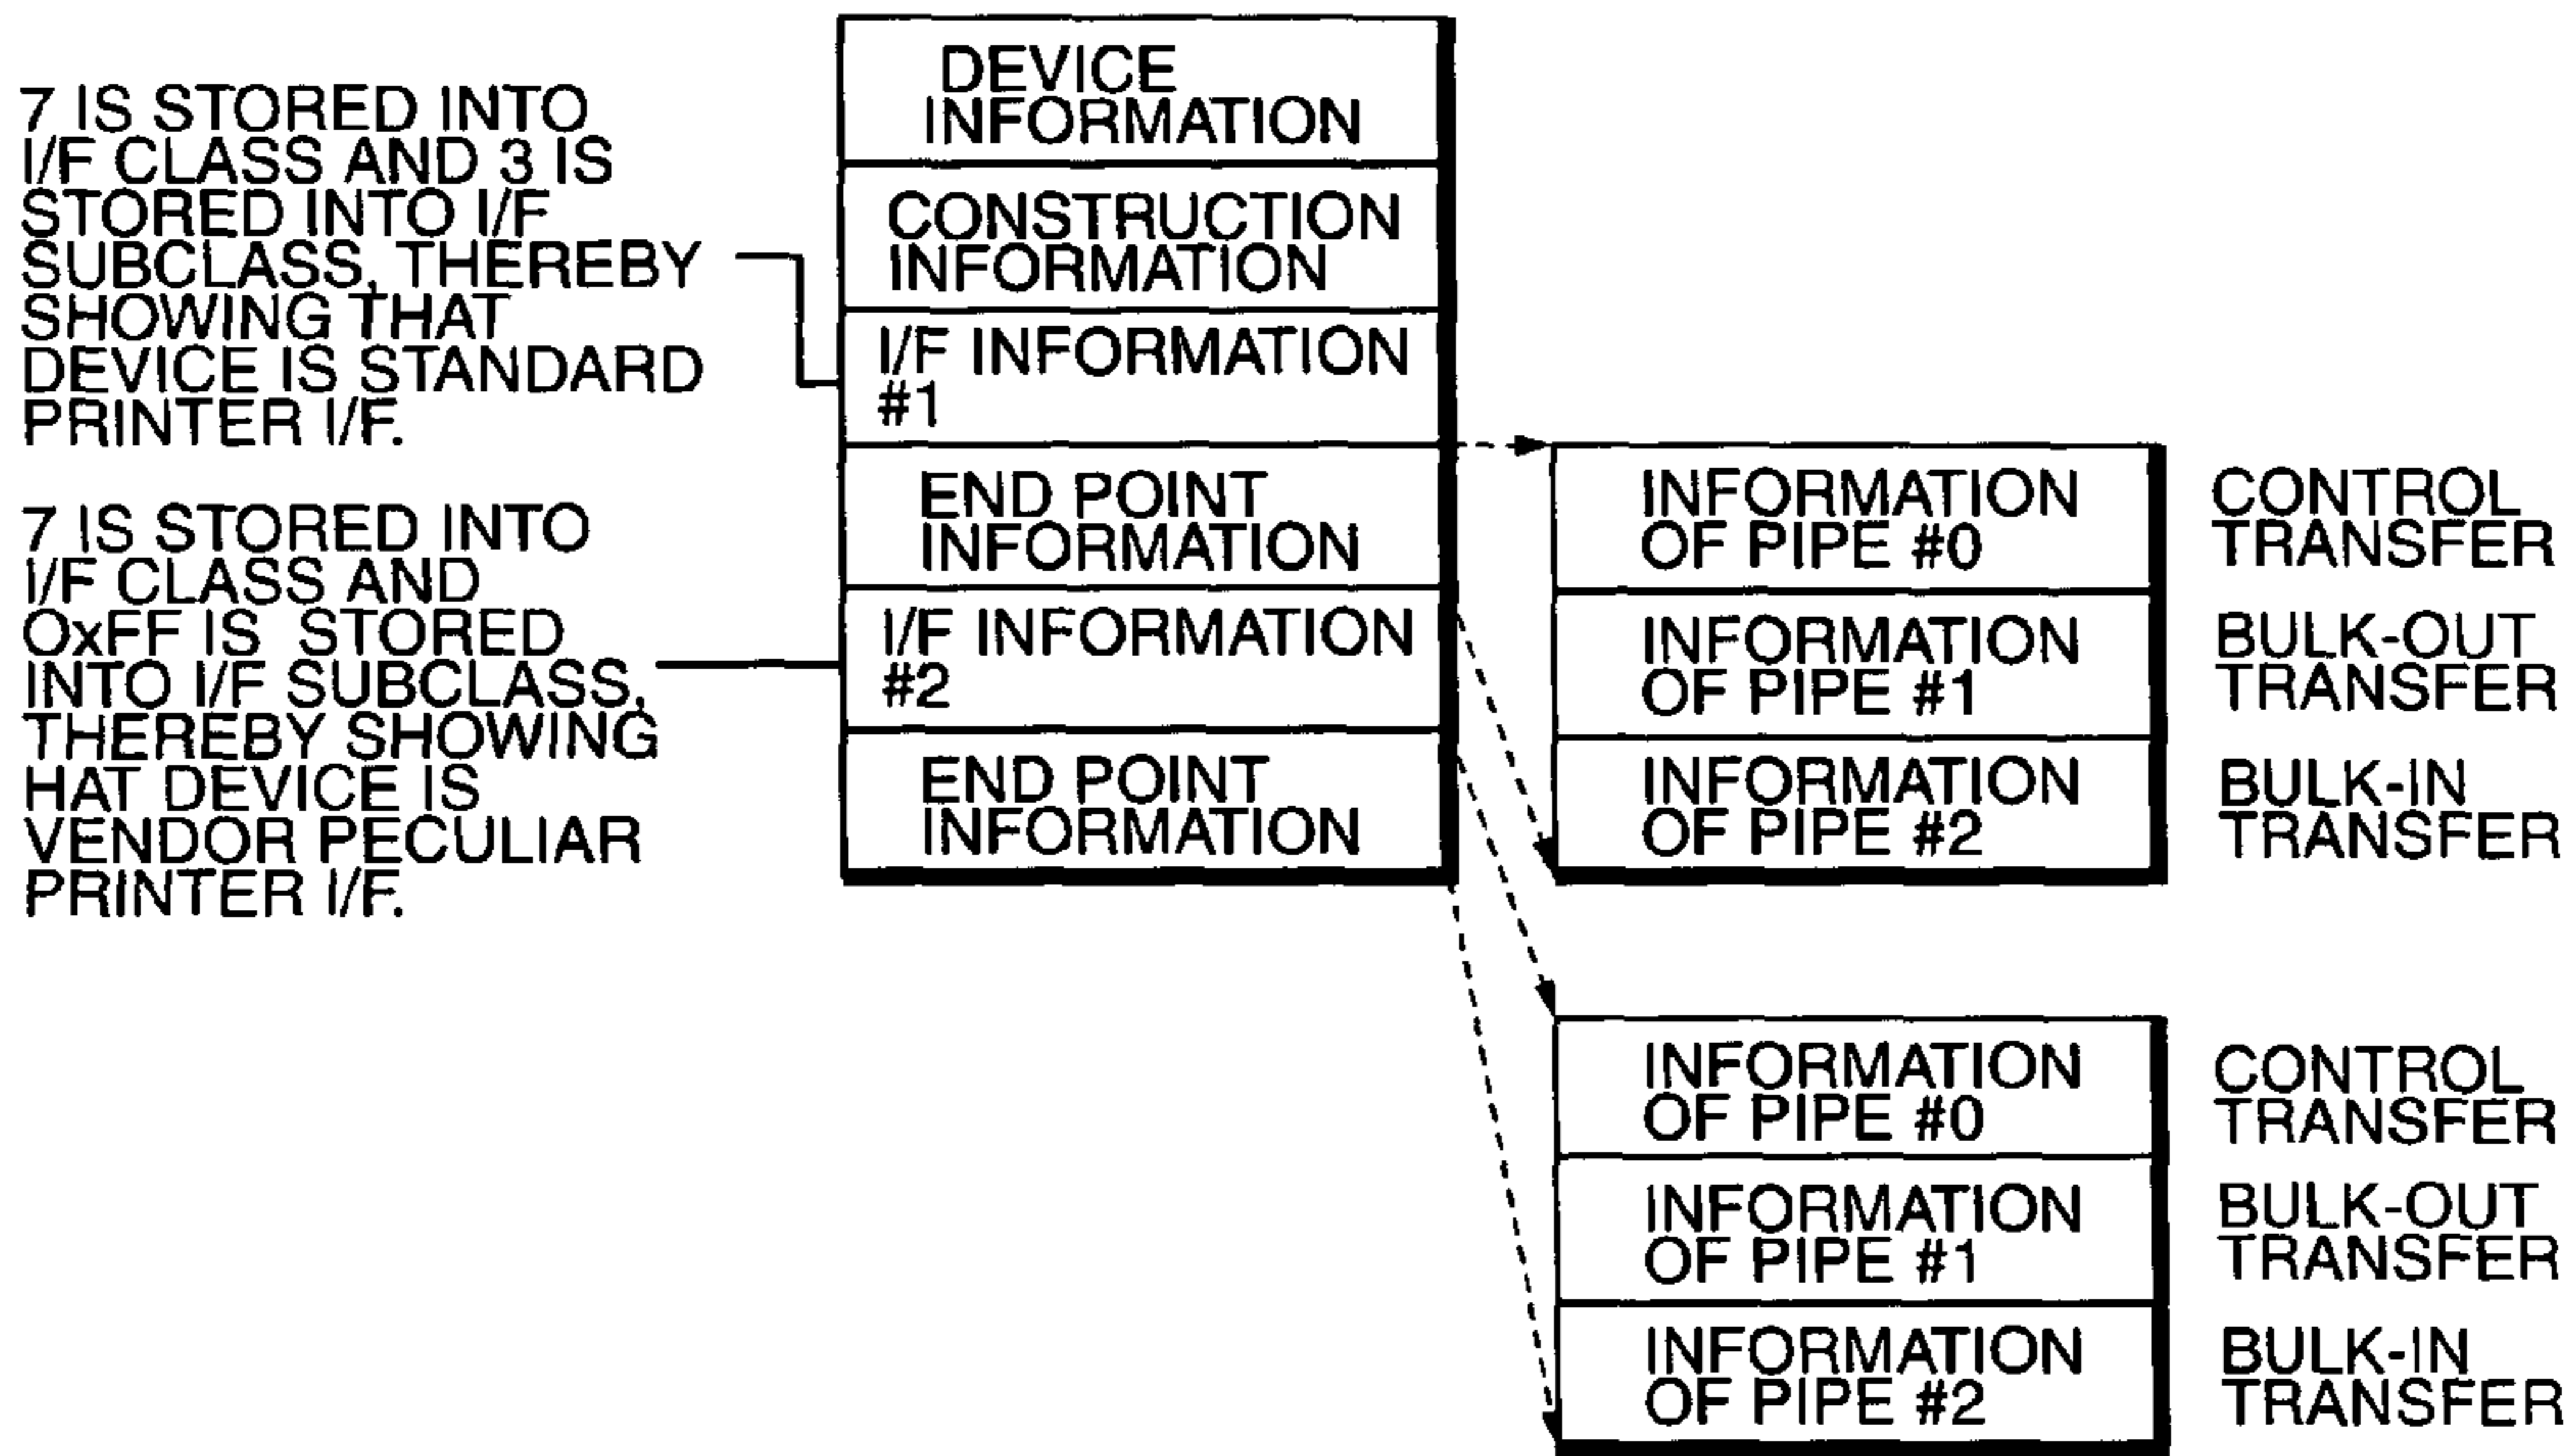 7 IS STORED INTO
I/F CLASS AND 3 IS
STORED INTO I/F
SUBCLASS, THEREBY
SHOWING THAT
DEVICE IS STANDARD
PRINTER I/F.
7 IS STORED INTO
I/F CLASS AND
OxFF IS STORED
INTO I/F SUBCLASS,
THEREBY SHOWING
HAT DEVICE IS
VENDOR PECULIAR
PRINTER I/F.
DEVICE
INFORMATION
CONSTRUCTION
INFORMATION
I/F INFORMATION
#1
END POINT
INFORMATION
I/F INFORMATION
#2
END POINT
INFORMATION
INFORMATION
OF PIPE #0
CONTROL
TRANSFER
INFORMATION
OF PIPE #1
BULK-OUT
TRANSFER
INFORMATION
OF PIPE #2
BULK-IN
TRANSFER
INFORMATION
OF PIPE #0
CONTROL
TRANSFER
INFORMATION
OF PIPE #1
BULK-OUT
TRANSFER
INFORMATION
OF PIPE #2
BULK-IN
TRANSFER